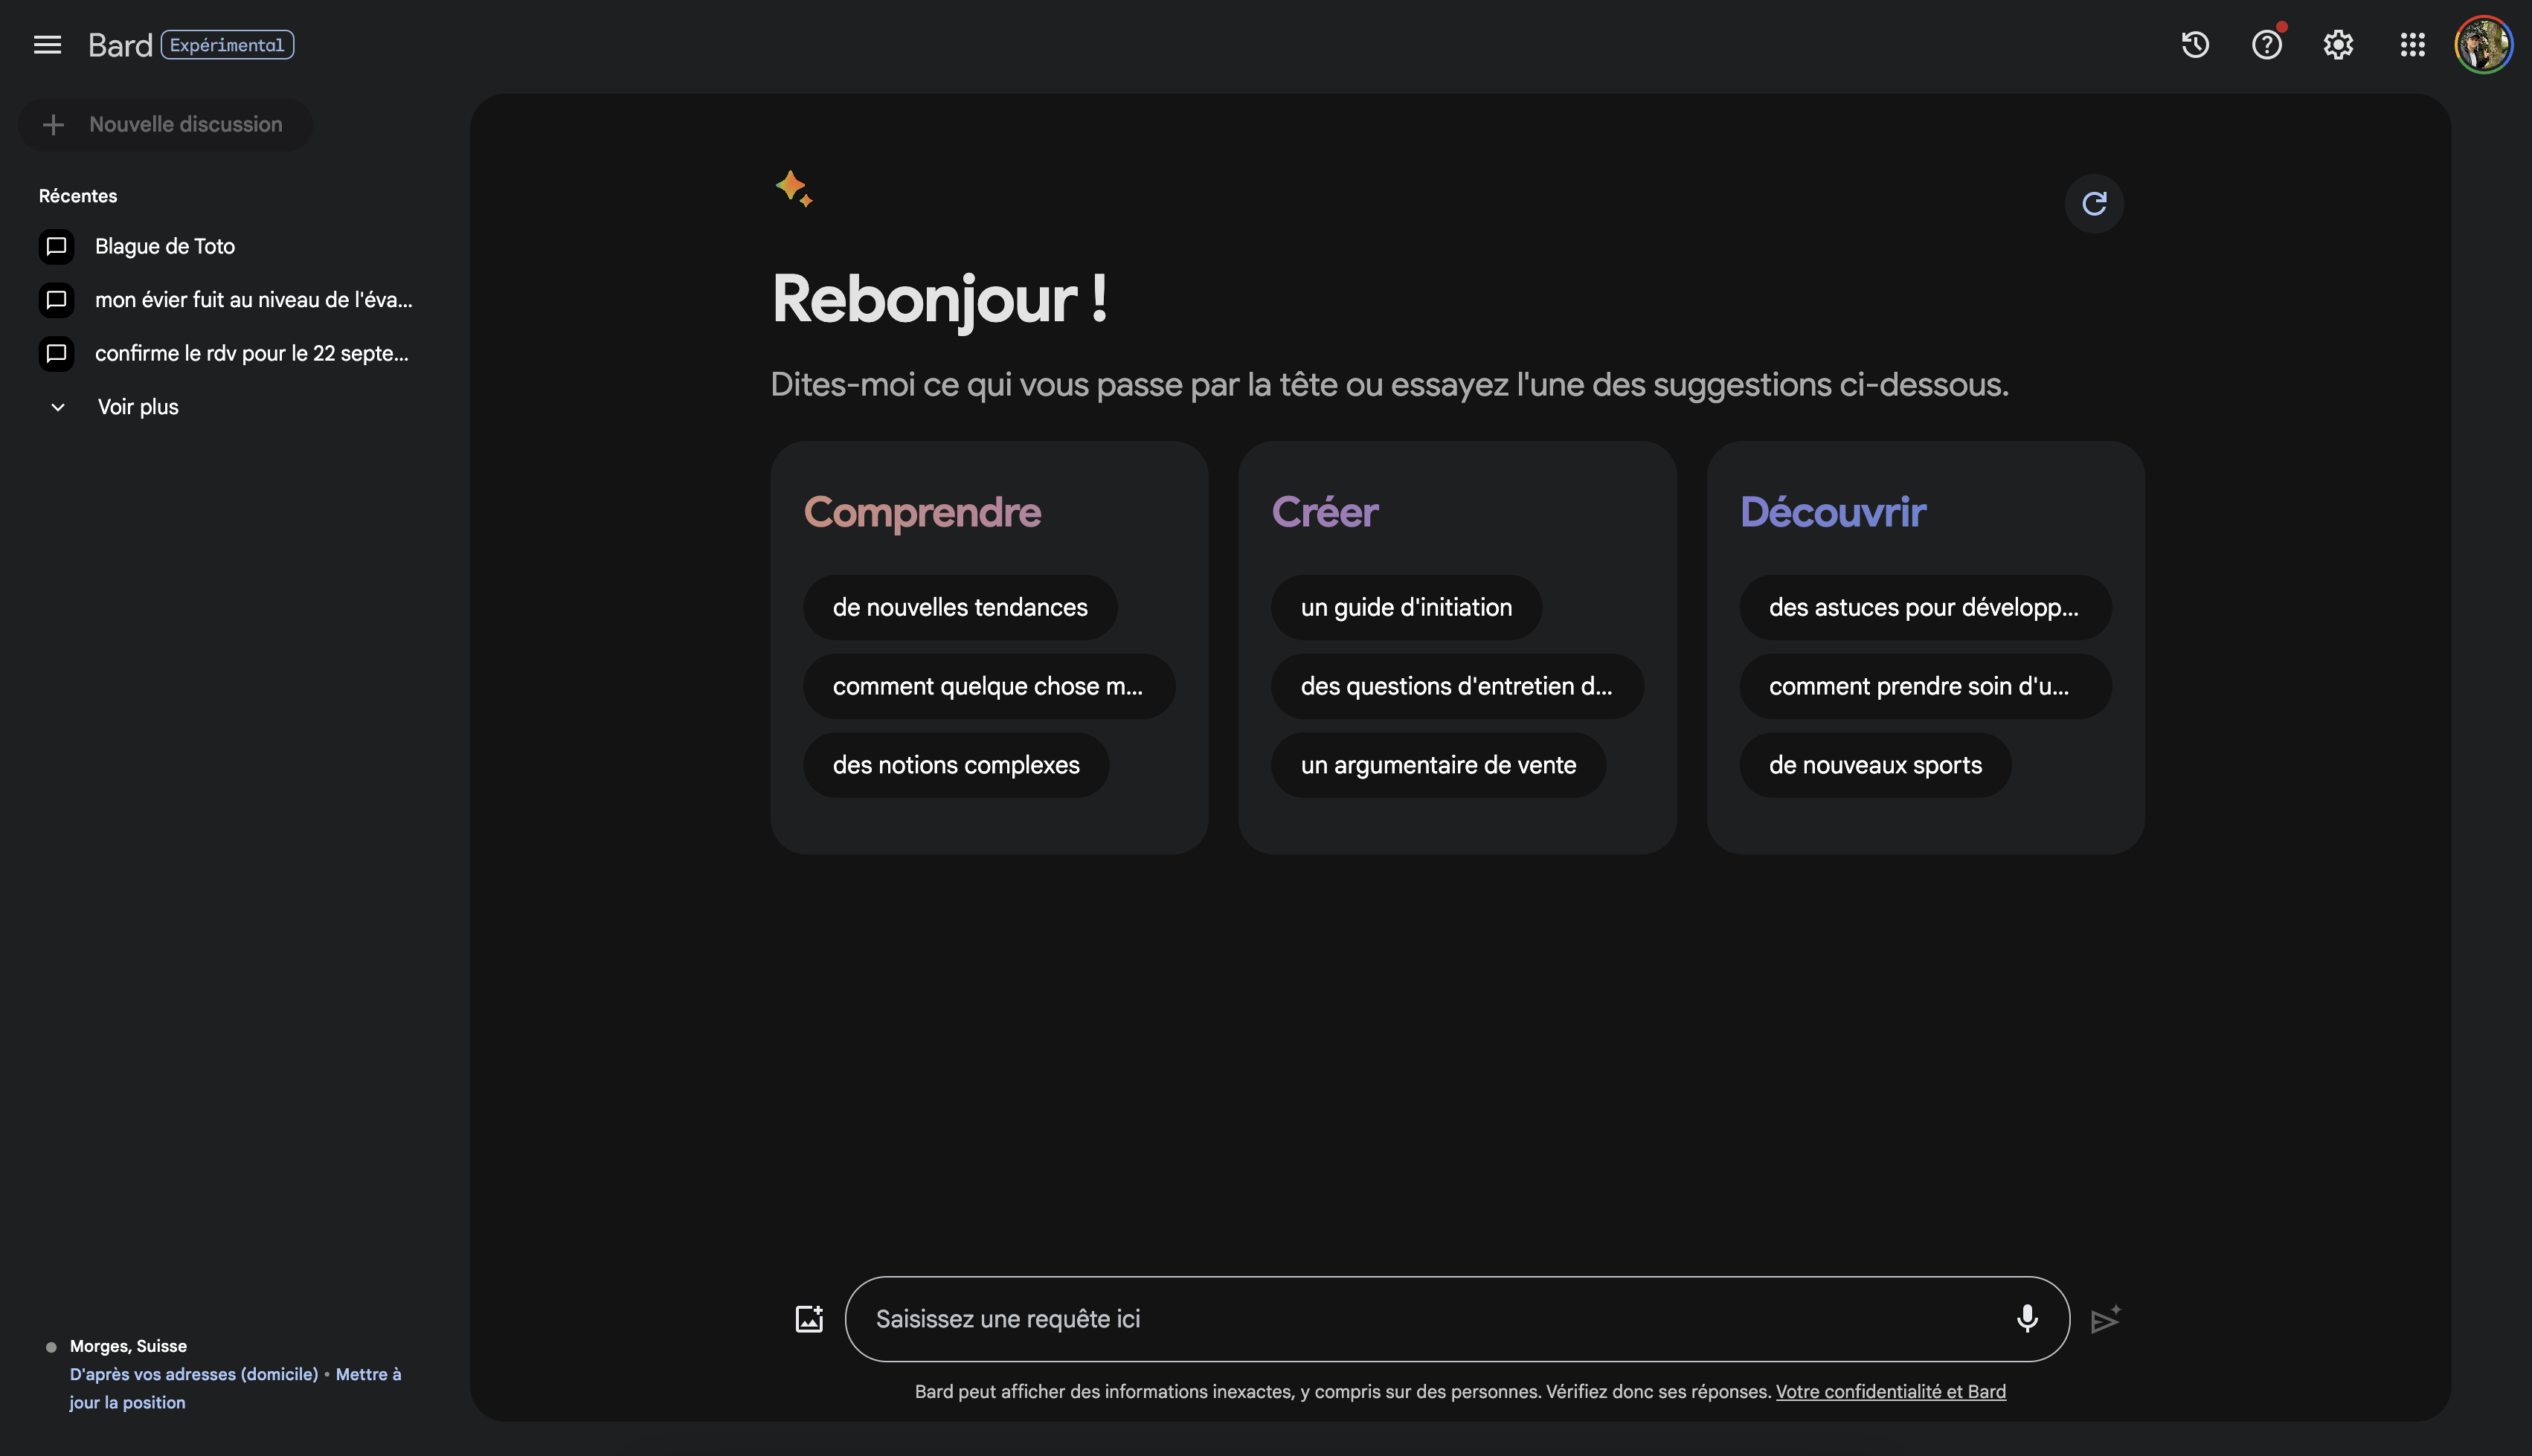 Bard Expérimental
Nouvelle discussion
Récentes
Blague de Toto
mon évier fuit au niveau de l'éva...
confirme le rdv pour le 22 septe...
Voir plus
Morges, Suisse
D'après vos adresses (domicile) • Mettre à
jour la position
Rebonjour !
Dites-moi ce qui vous passe par la tête ou essayez l'une des suggestions ci-dessous.
Comprendre
de nouvelles tendances
comment quelque chose m...
des notions complexes
Créer
un guide d'initiation
des questions d'entretien d...
un argumentaire de vente
Découvrir
des astuces pour développ...
comment prendre soin d'u...
de nouveaux sports
Saisissez une requête ici
Bard peut afficher des informations inexactes, y compris sur des personnes. Vérifiez donc ses réponses. Votre confidentialité et Bard